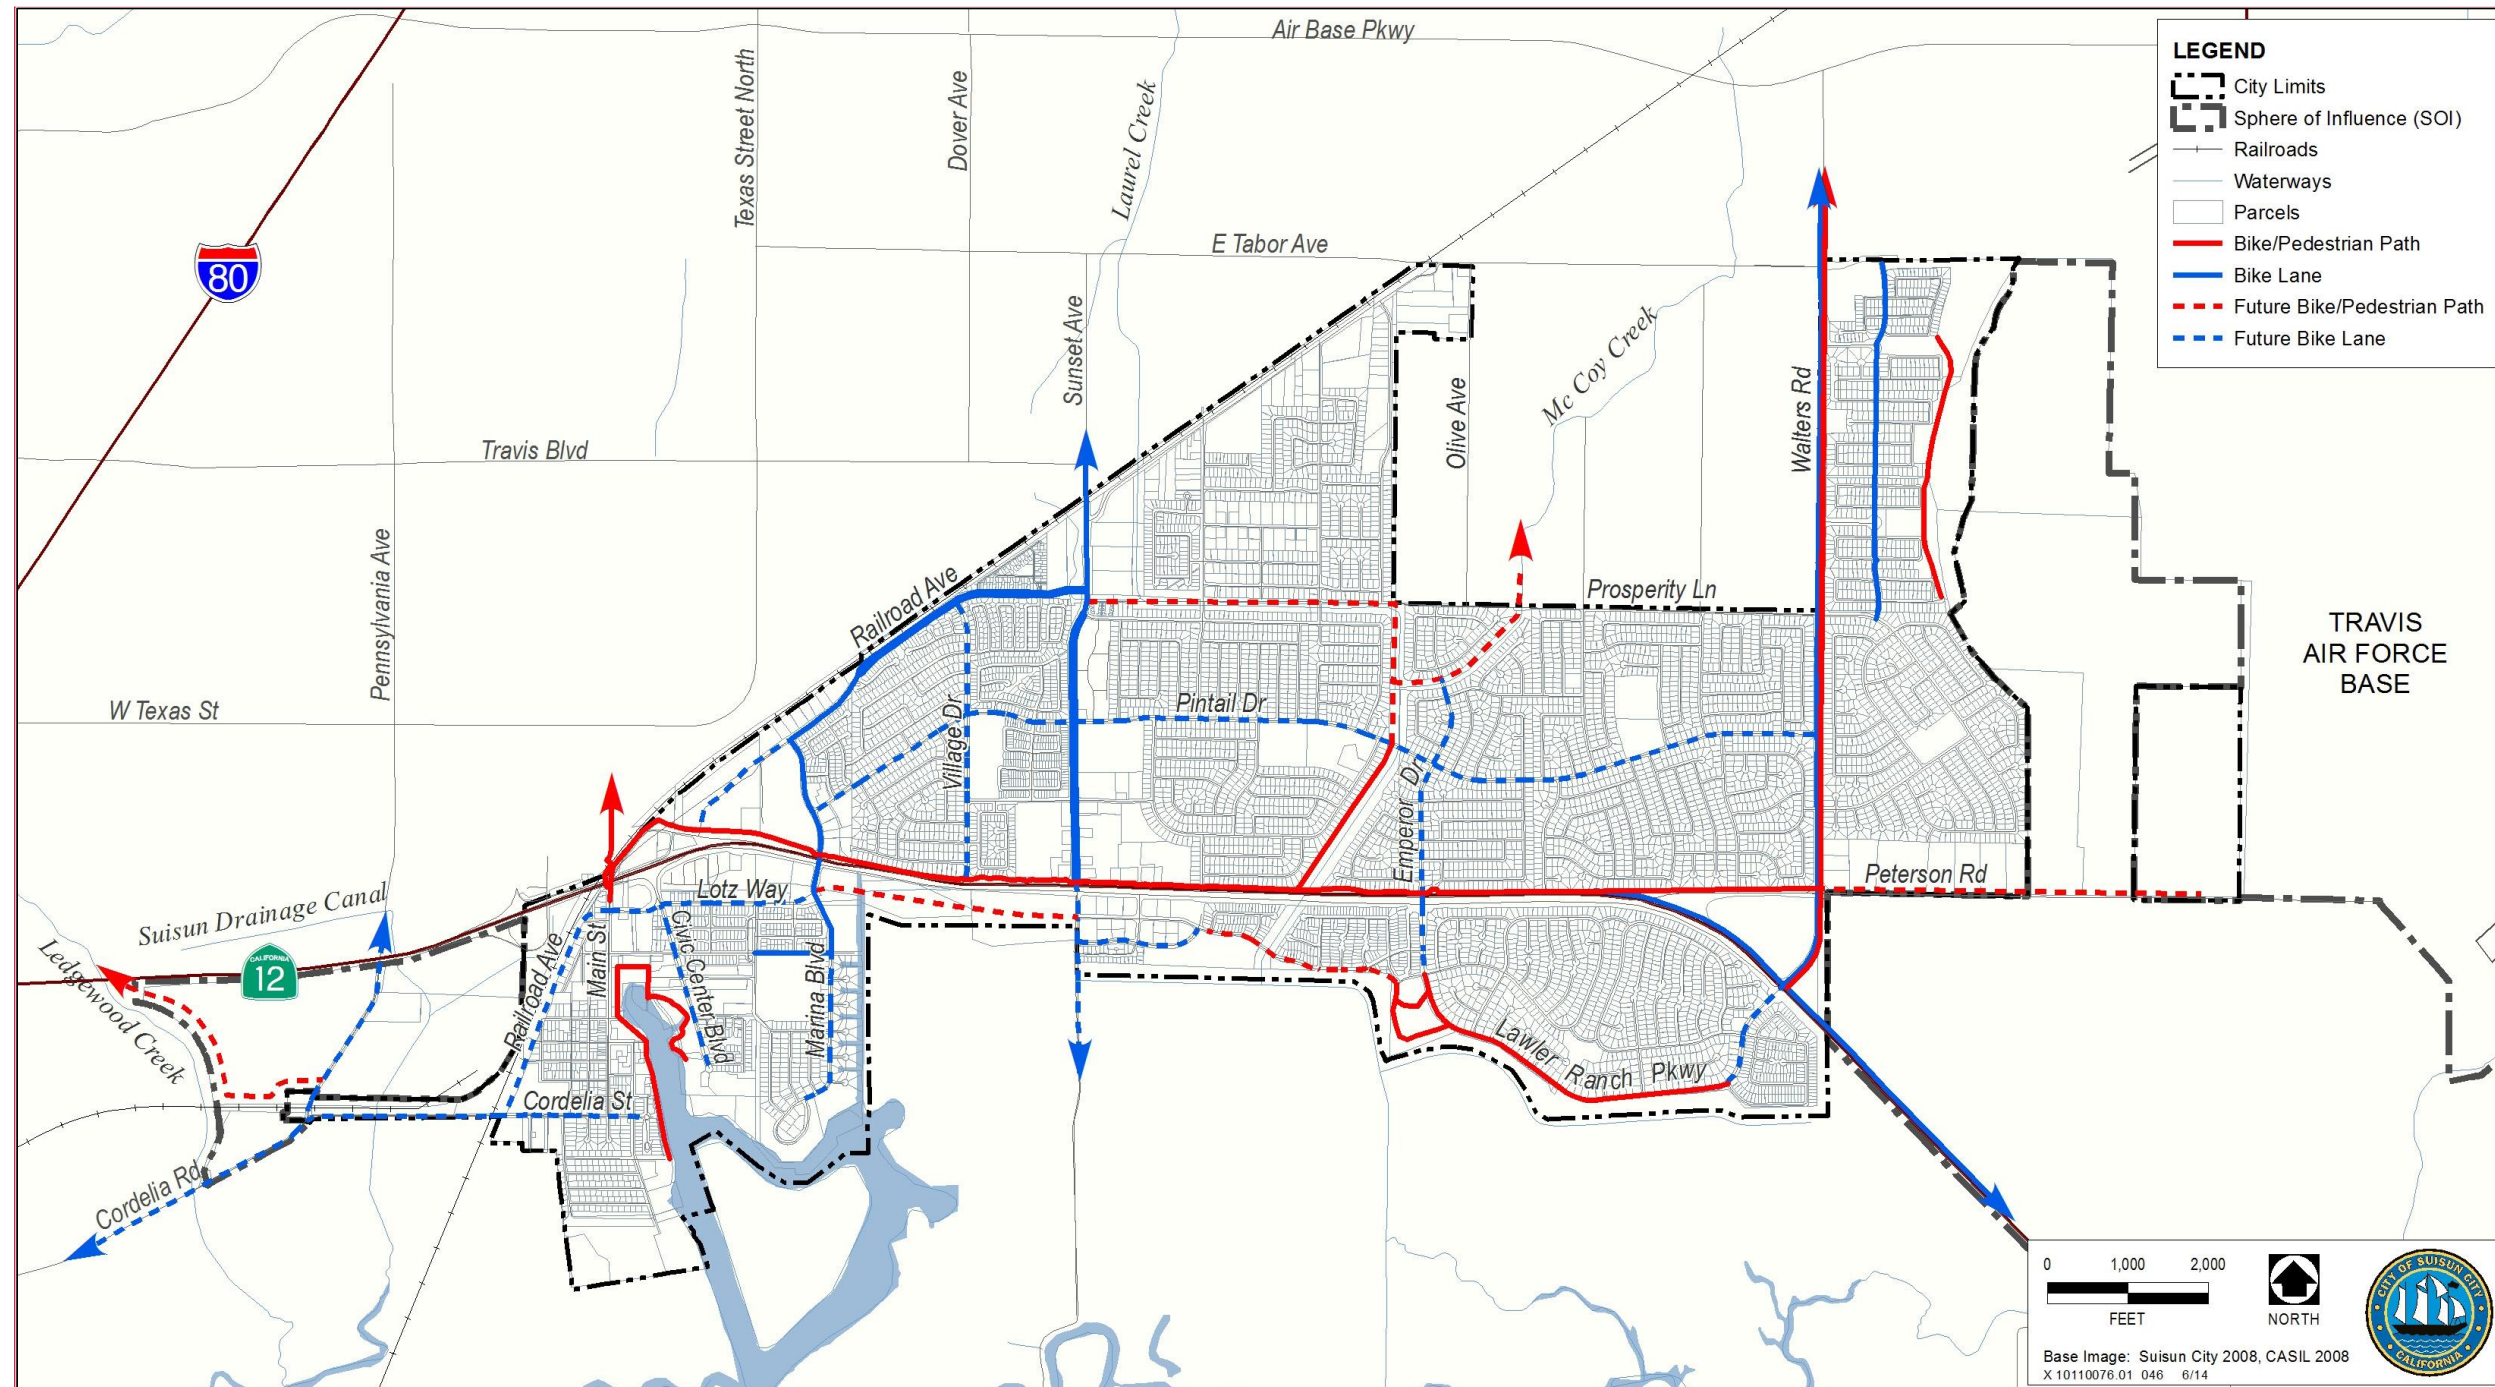 Air Base Pkwy
LEGEND
City Limits
Sphere of Influence (SOI)
Railroads
Waterways
Parcels
Bike/Pedestrian Path
Bike Lane
Future Bike/Pedestrian Path
Future Bike Lane
Texas Street North
Dover Ave
Laurel Creek
E Tabor Ave
80
Sunset Ave
Mc Coy Creek
Olive Ave
Walters Rd
Travis Blvd
Pennsylvania Ave
Railroad Ave
Prosperity Ln
TRAVIS
AIR FORCE
BASE
W Texas St
Village Dr
Pintail Dr
Emperor Dr
Peterson Rd
Lotz Way
Suisun Drainage Canal
CALIFORNIA
12
Ledgewood Creek
Railroad Ave
Main St
Civic Center Blvd
Marina Blvd
Lawler
Ranch Pkwy
Cordelia St
Cordelia Rd
0 1,000 2,000
FEET
NORTH
CITY OF SUISUN CITY
CALIFORNIA
Base Image: Suisun City 2008, CASIL 2008
X 10110076.01 046 6/14